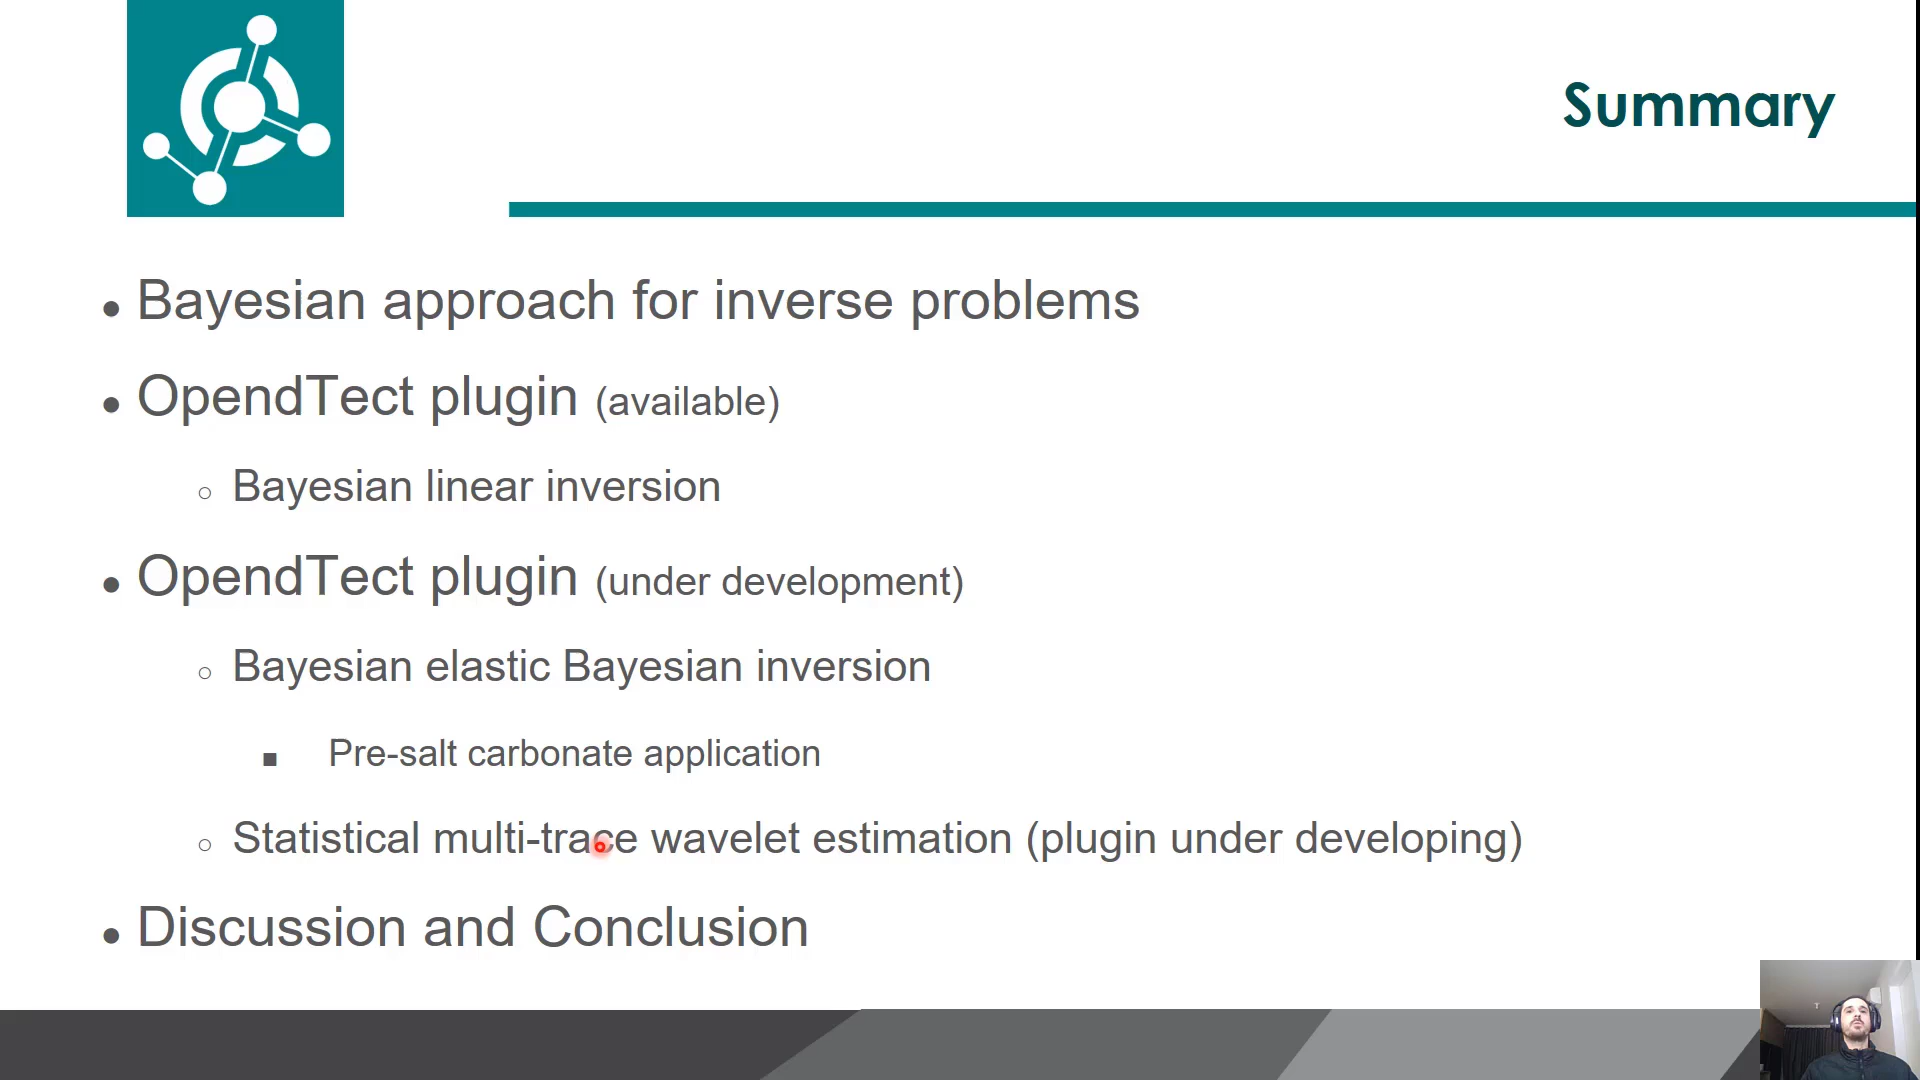 Summary
Bayesian approach for inverse problems
OpendTect plugin (available)
Bayesian linear inversion
OpendTect plugin (under development)
Bayesian elastic Bayesian inversion
Pre-salt carbonate application
Statistical multi-trace wavelet estimation (plugin under developing)
Discussion and Conclusion